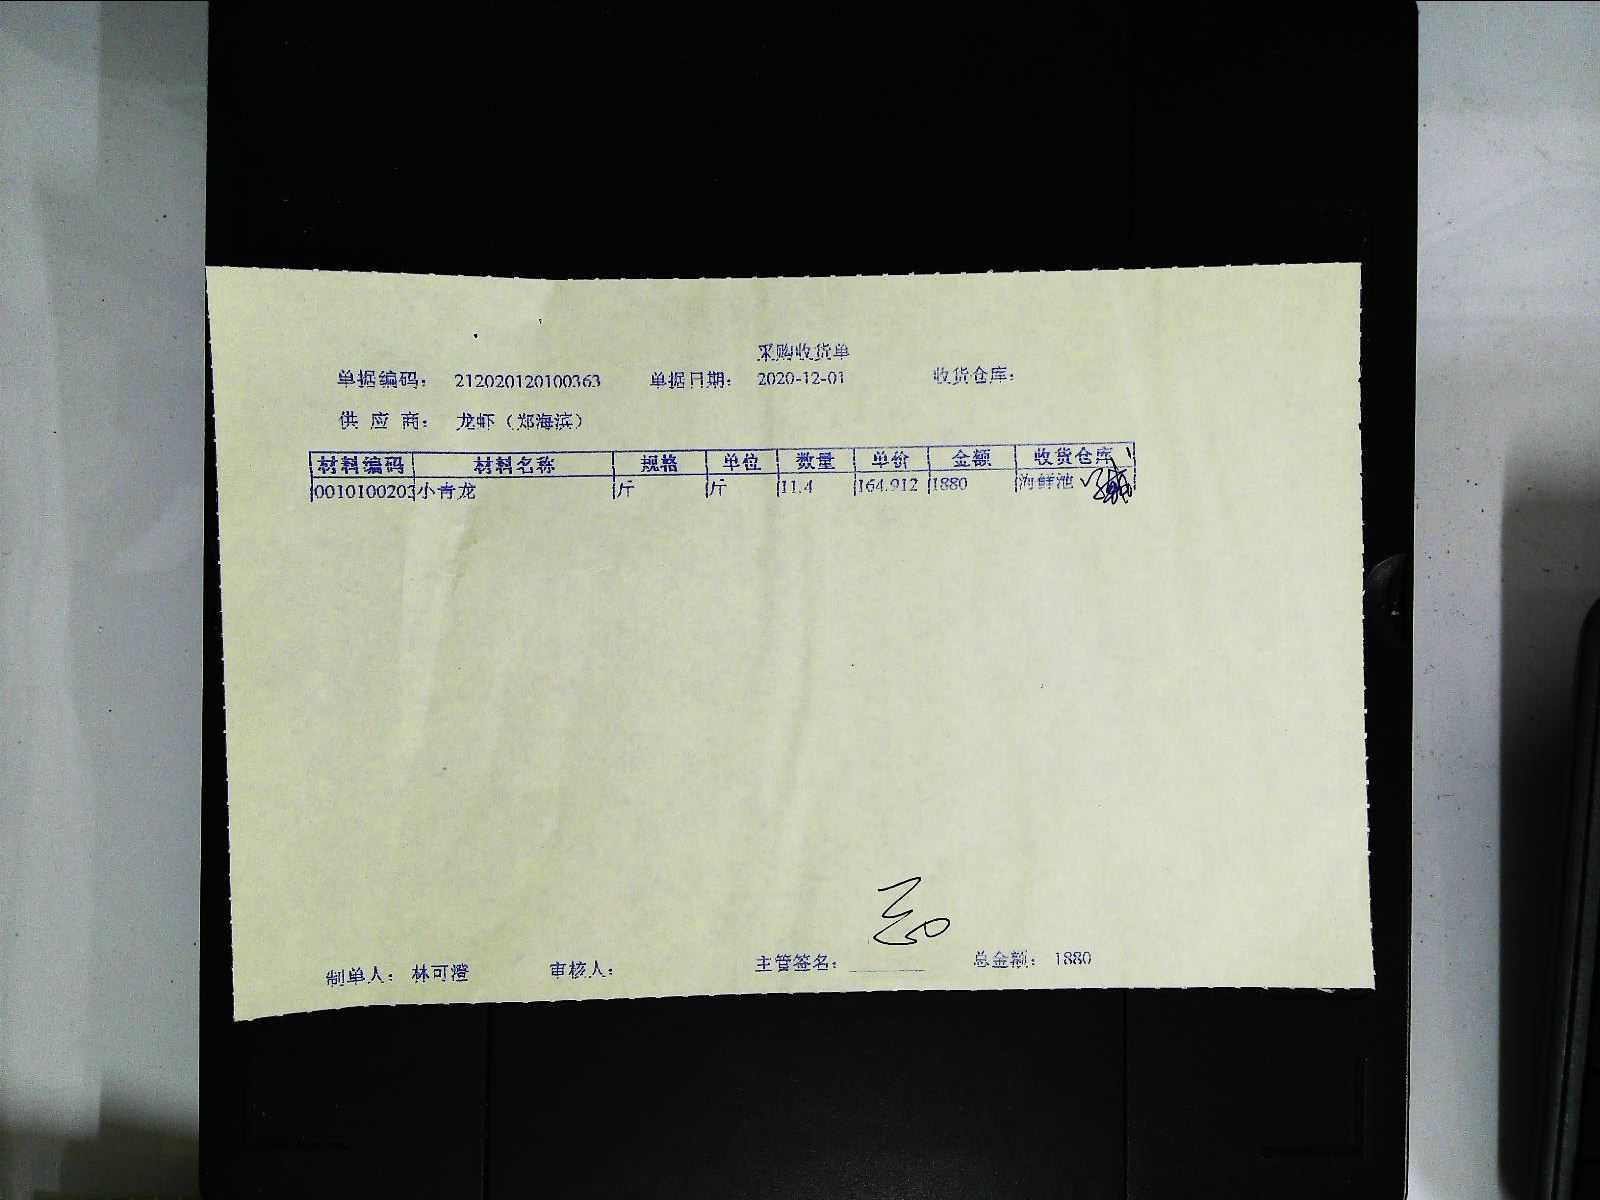 采购收货单
单据编码： 212020120100363 单据日期： 2020-12-01 收货仓库：
供 应 商： 龙虾（郑海滨）
材料编码 材料名称 规格 单位 数量 单价 金额 收货仓库
0010100203 小青龙 斤 斤 11.4 164.912 1880 海鲜池
制单人： 林可澄 审核人： 主管签名： 总金额： 1880